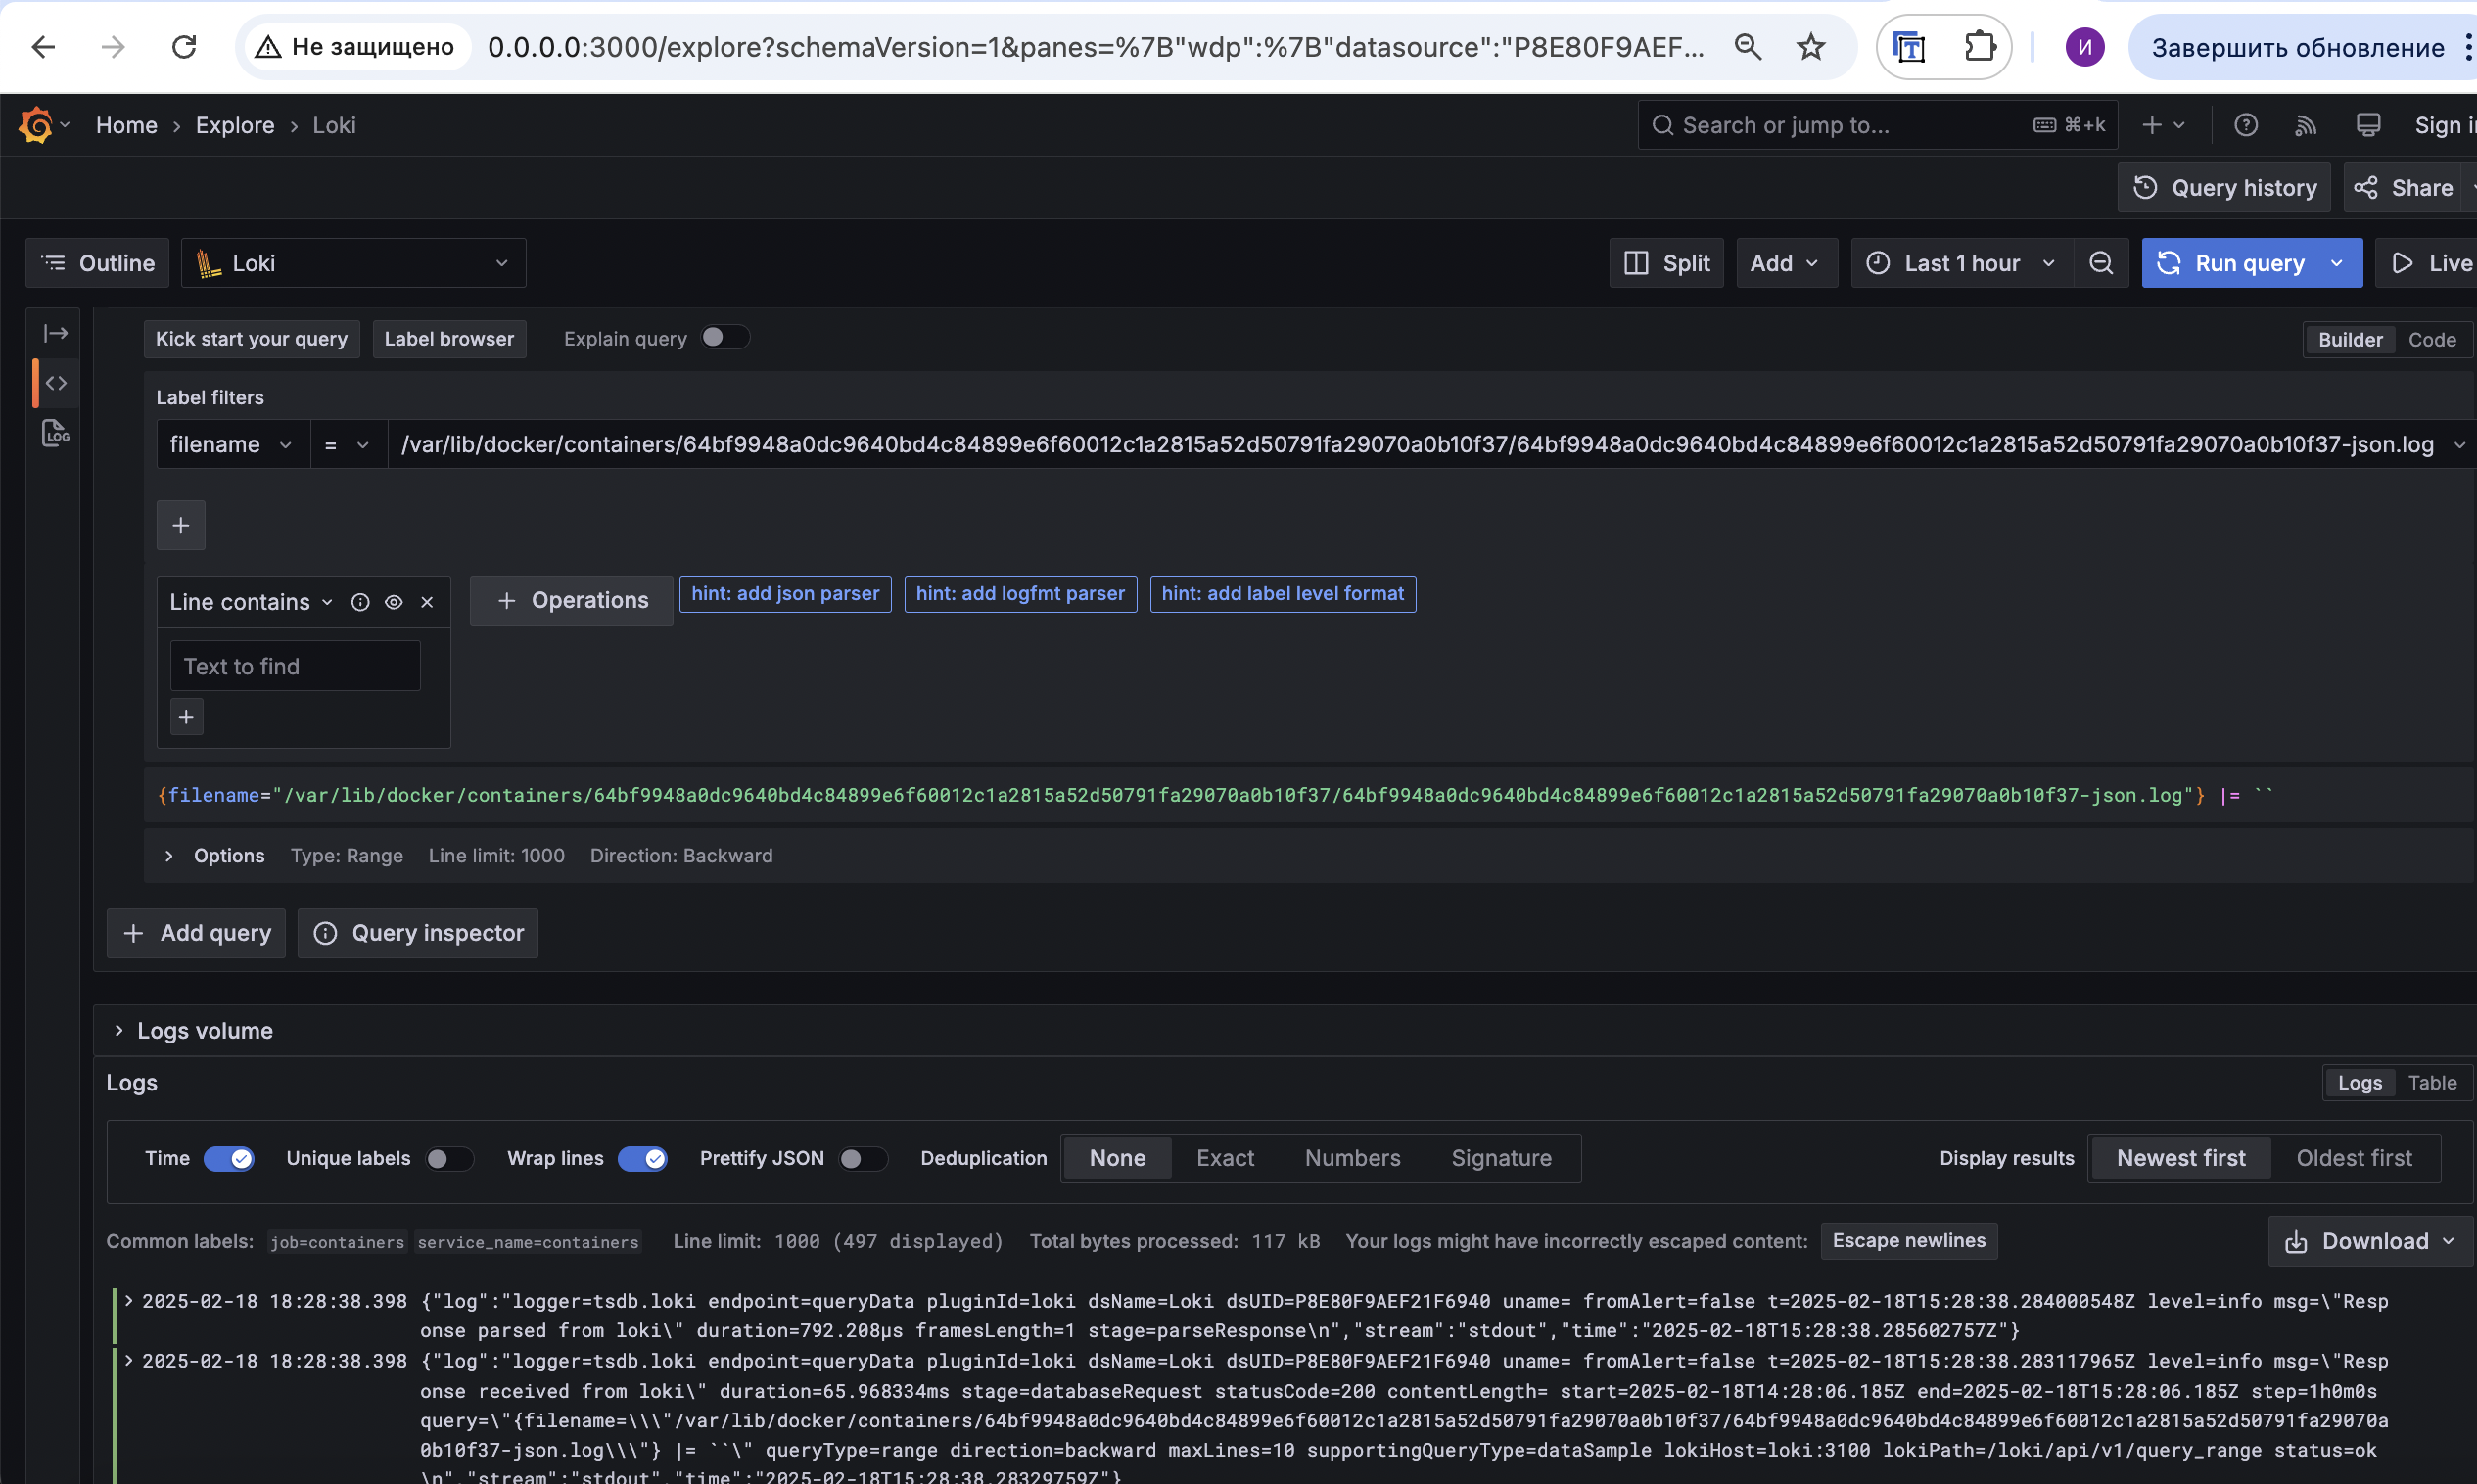 Не защищено 0.0.0.0:3000/explore?schemaVersion=1&panes=%7B"wdp":%7B"datasource":"P8E80F9AEF... И Завершить обновление
Home › Explore › Loki Search or jump to... ⌘+k Sign i
Query history Share
Outline Loki Split Add Last 1 hour Run query Live
Kick start your query Label browser Explain query Builder Code
Label filters
filename = /var/lib/docker/containers/64bf9948a0dc9640bd4c84899e6f60012c1a2815a52d50791fa29070a0b10f37/64bf9948a0dc9640bd4c84899e6f60012c1a2815a52d50791fa29070a0b10f37-json.log
LOG
Line contains + Operations hint: add json parser hint: add logfmt parser hint: add label level format
Text to find
{filename="/var/lib/docker/containers/64bf9948a0dc9640bd4c84899e6f60012c1a2815a52d50791fa29070a0b10f37/64bf9948a0dc9640bd4c84899e6f60012c1a2815a52d50791fa29070a0b10f37-json.log"} |= ``
Options Type: Range Line limit: 1000 Direction: Backward
+ Add query Query inspector
Logs volume
Logs Logs Table
Time Unique labels Wrap lines Prettify JSON Deduplication None Exact Numbers Signature Display results Newest first Oldest first
Common labels: job=containers service_name=containers Line limit: 1000 (497 displayed) Total bytes processed: 117 kB Your logs might have incorrectly escaped content: Escape newlines Download
2025-02-18 18:28:38.398 {"log":"logger=tsdb.loki endpoint=queryData pluginId=loki dsName=Loki dsUID=P8E80F9AEF21F6940 uname= fromAlert=false t=2025-02-18T15:28:38.284000548Z level=info msg=\"Resp
onse parsed from loki\" duration=792.208µs framesLength=1 stage=parseResponse\n","stream":"stdout","time":"2025-02-18T15:28:38.285602757Z"}
2025-02-18 18:28:38.398 {"log":"logger=tsdb.loki endpoint=queryData pluginId=loki dsName=Loki dsUID=P8E80F9AEF21F6940 uname= fromAlert=false t=2025-02-18T15:28:38.283117965Z level=info msg=\"Resp
onse received from loki\" duration=65.968334ms stage=databaseRequest statusCode=200 contentLength= start=2025-02-18T14:28:06.185Z end=2025-02-18T15:28:06.185Z step=1h0m0s
query=\"{filename=\\\"/var/lib/docker/containers/64bf9948a0dc9640bd4c84899e6f60012c1a2815a52d50791fa29070a0b10f37/64bf9948a0dc9640bd4c84899e6f60012c1a2815a52d50791fa29070a
0b10f37-json.log\\\"} |= ``\" queryType=range direction=backward maxLines=10 supportingQueryType=dataSample lokiHost=loki:3100 lokiPath=/loki/api/v1/query_range status=ok
\n","stream":"stdout","time":"2025-02-18T15:28:38.28329759Z"}